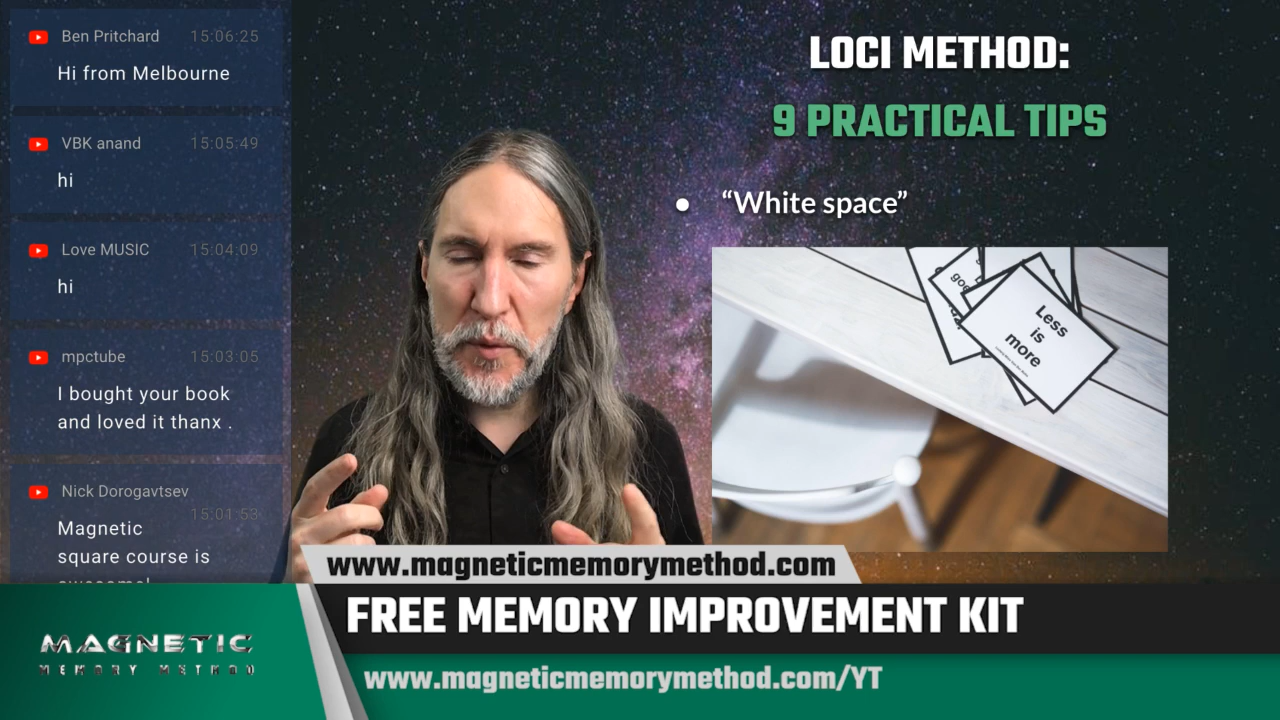 Ben Pritchard 15:06:25
Hi from Melbourne
VBK anand 15:05:49
hi
Love MUSIC 15:04:09
hi
mpctube 15:03:05
I bought your book
and loved it thanx .
Nick Dorogavtsev
15:01:53
Magnetic
square course is
LOCI METHOD:
9 PRACTICAL TIPS
• “White space”
Less
is
more
www.magneticmemorymethod.com
FREE MEMORY IMPROVEMENT KIT
www.magneticmemorymethod.com/YT
MAGNETIC
MEMORY METHOD